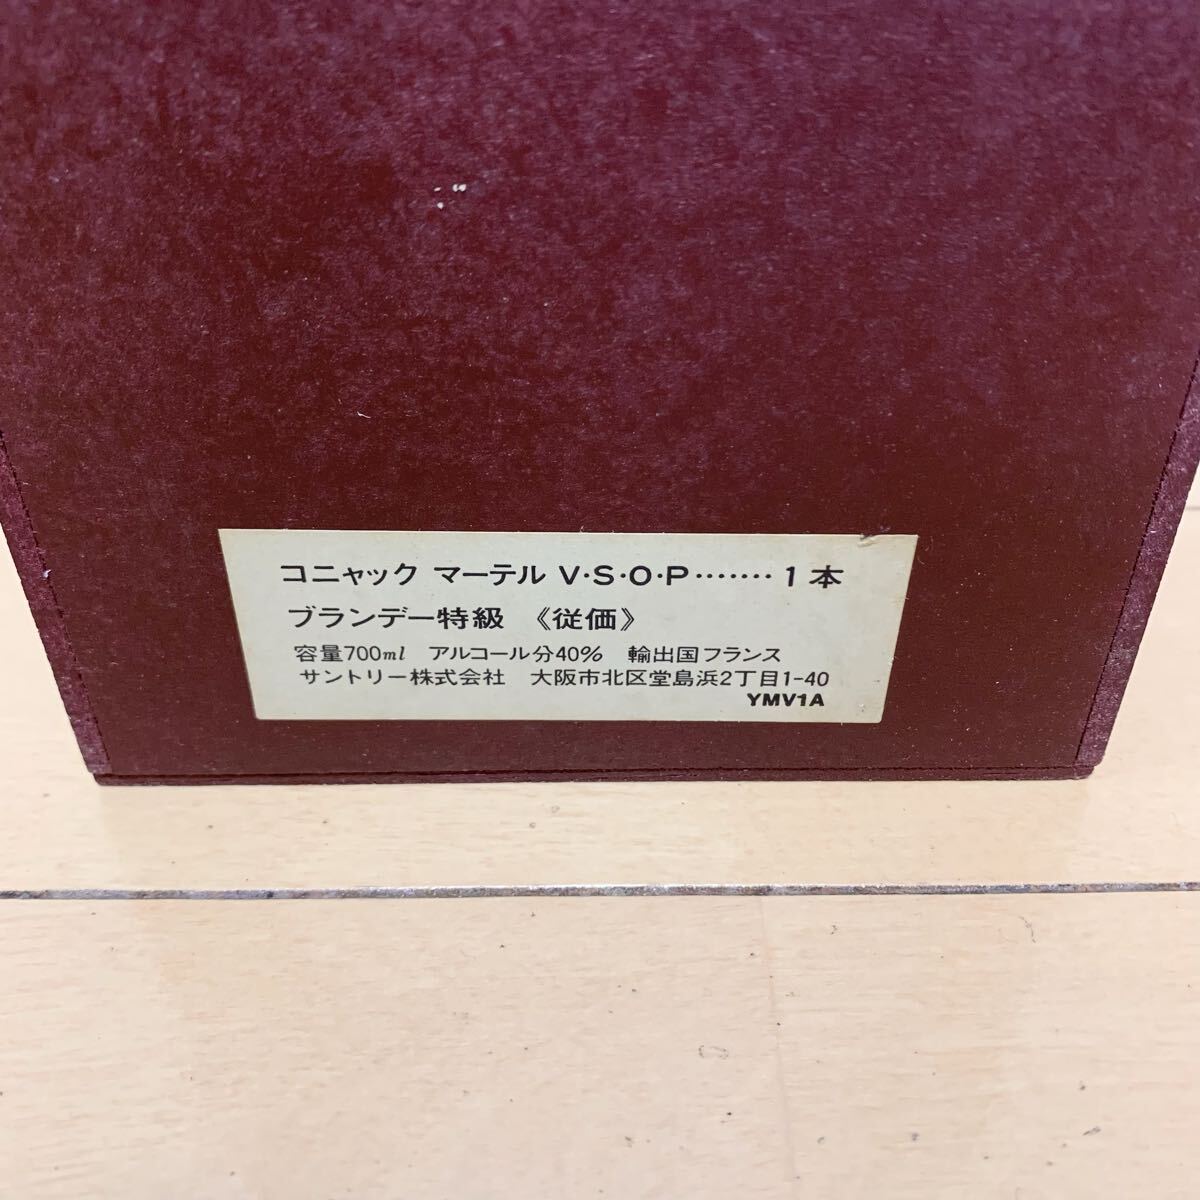 コニャック マーテル V·S·O·P·······1本
ブランデー特級 《従価》
容量700ml アルコール分40% 輸出国フランス
サントリー株式会社 大阪市北区堂島浜2丁目1-40
YMV1A